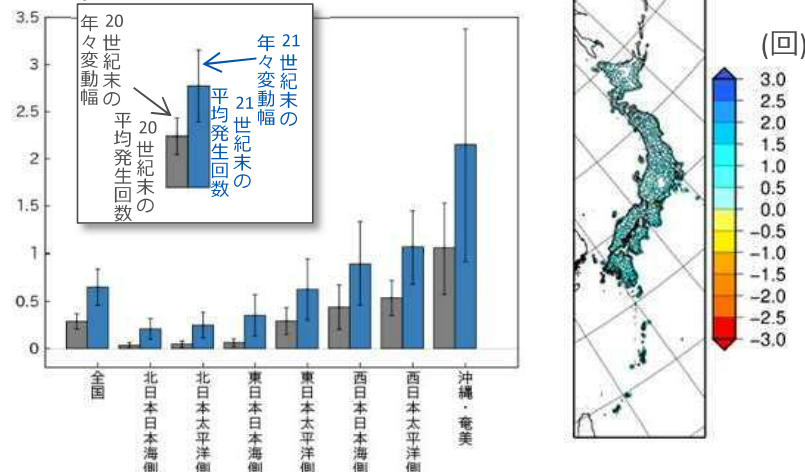 3.5
3
2.5
2
1.5
1
0.5
0
20世紀末の
年々変動幅
20世紀末の
平均発生回数
21世紀末の
年々変動幅
21世紀末の
平均発生回数
全国
北日本日本海側
北日本太平洋側
東日本日本海側
東日本太平洋側
西日本日本海側
西日本太平洋側
沖縄・奄美
(回)
3.0
2.5
2.0
1.5
1.0
0.5
0.0
-0.5
-1.0
-1.5
-2.0
-2.5
-3.0